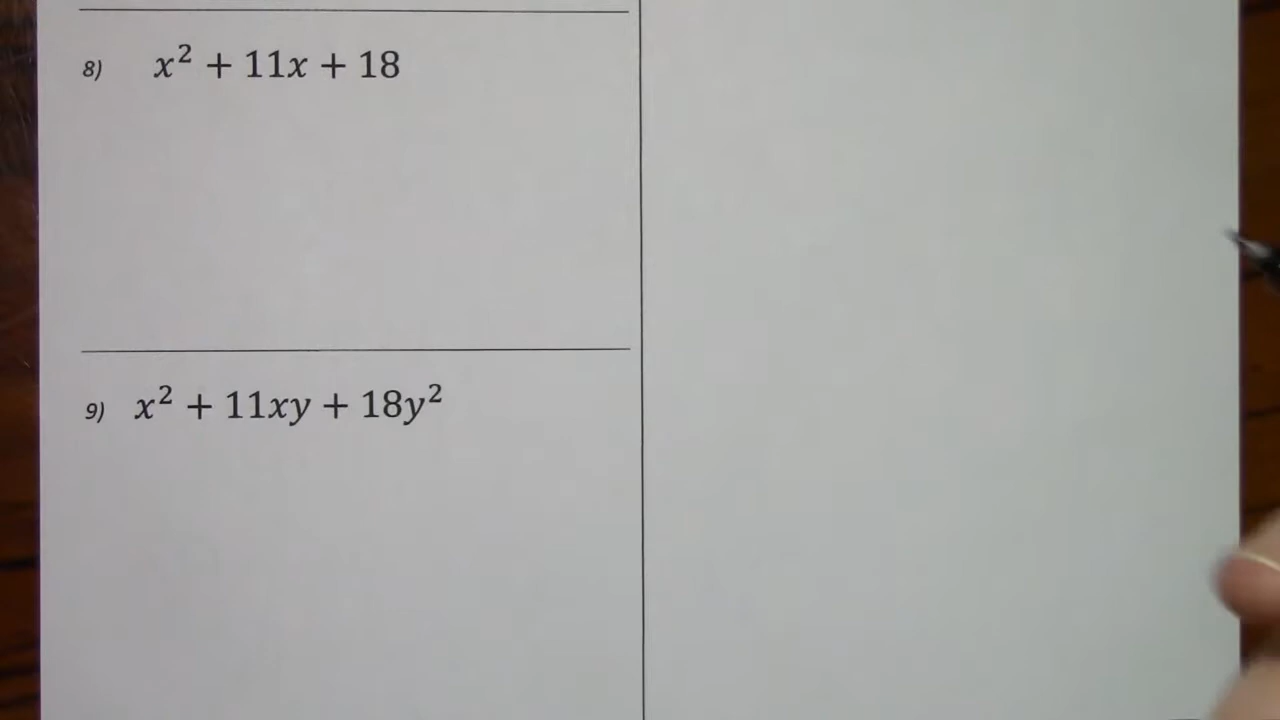 8) x² + 11x + 18
9) x² + 11xy + 18y²